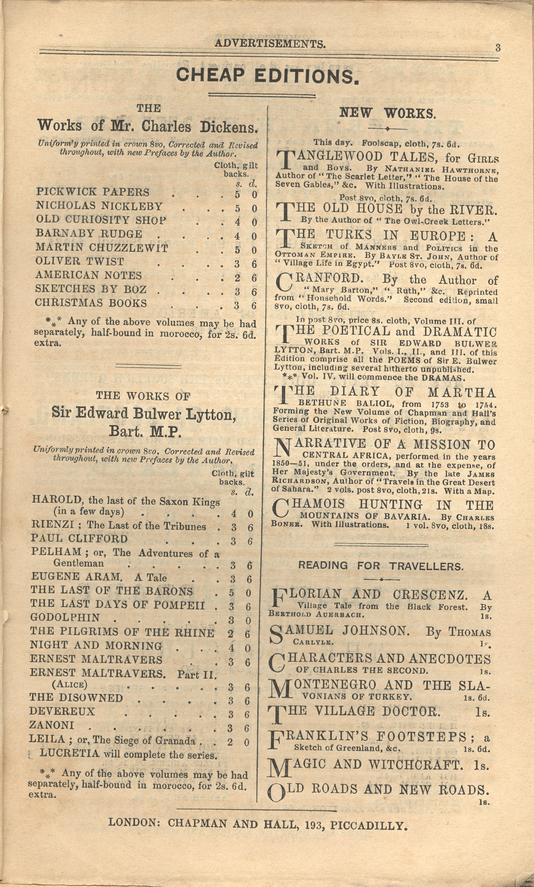 ADVERTISEMENTS. 3
CHEAP EDITIONS.
THE
Works of Mr. Charles Dickens.
Uniformly printed in crown 8vo, Corrected and Revised
throughout, with new Prefaces by the Author.
Cloth, gilt
backs.
s. d.
PICKWICK PAPERS . . . 5 0
NICHOLAS NICKLEBY . . . 5 0
OLD CURIOSITY SHOP . . . 4 0
BARNABY RUDGE . . . . 4 0
MARTIN CHUZZLEWIT . . . 5 0
OLIVER TWIST . . . . 3 6
AMERICAN NOTES . . . . 2 6
SKETCHES BY BOZ . . . . 3 6
CHRISTMAS BOOKS . . . . 3 6
*** Any of the above volumes may be had
separately, half-bound in morocco, for 2s. 6d.
extra.
THE WORKS OF
Sir Edward Bulwer Lytton,
Bart. M.P.
Uniformly printed in crown 8vo, Corrected and Revised
throughout, with new Prefaces by the Author.
Cloth, gilt
backs.
s. d.
HAROLD, the last of the Saxon Kings
(in a few days) . . . . 4 0
RIENZI; The Last of the Tribunes . 3 6
PAUL CLIFFORD . . . 3 6
PELHAM; or, The Adventures of a
Gentleman . . . . . 3 6
EUGENE ARAM. A Tale . . . 3 6
THE LAST OF THE BARONS . 5 0
THE LAST DAYS OF POMPEII . 3 6
GODOLPHIN . . . . . 3 0
THE PILGRIMS OF THE RHINE 2 6
NIGHT AND MORNING . . . 4 0
ERNEST MALTRAVERS . . 3 6
ERNEST MALTRAVERS. Part II.
(ALICE) . . . . . 3 6
THE DISOWNED . . . . 3 6
DEVEREUX . . . . . 3 6
ZANONI . . . . . . 3 6
LEILA; or, The Siege of Granada . . 2 0
LUCRETIA will complete the series.
*** Any of the above volumes may be had
separately, half-bound in morocco, for 2s. 6d.
extra.
NEW WORKS.
This day. Foolscap, cloth, 7s. 6d.
TANGLEWOOD TALES, for GIRLS
and BOYS. By NATHANIEL HAWTHORNE,
Author of "The Scarlet Letter," "The House of the
Seven Gables," &c. With Illustrations.
Post 8vo, cloth, 7s. 6d.
THE OLD HOUSE by the RIVER.
By the Author of "The Owl-Creek Letters."
THE TURKS IN EUROPE: A
SKETCH OF MANNERS AND POLITICS IN THE
OTTOMAN EMPIRE. By BAYLE ST. JOHN, Author of
"Village Life in Egypt." Post 8vo, cloth, 7s. 6d.
CRANFORD. By the Author of
"Mary Barton," "Ruth," &c. Reprinted
from "Household Words." Second edition, small
8vo, cloth, 7s. 6d.
In post 8vo, price 8s. cloth, Volume III. of
THE POETICAL and DRAMATIC
WORKS OF SIR EDWARD BULWER
LYTTON, Bart. M.P. Vols. I., II., and III. of this
Edition comprise all the POEMS of Sir E. Bulwer
Lytton, including several hitherto unpublished.
*** Vol. IV. will commence the DRAMAS.
THE DIARY OF MARTHA
BETHUNE BALIOL, from 1753 to 1754.
Forming the New Volume of Chapman and Hall's
Series of Original Works of Fiction, Biography, and
General Literature. Post 8vo, cloth, 9s.
NARRATIVE OF A MISSION TO
CENTRAL AFRICA, performed in the years
1850—51, under the orders, and at the expense, of
Her Majesty's Government. By the late JAMES
RICHARDSON, Author of "Travels in the Great Desert
of Sahara." 2 vols. post 8vo, cloth, 21s. With a Map.
CHAMOIS HUNTING IN THE
MOUNTAINS OF BAVARIA. By CHARLES
BONER. With Illustrations. 1 vol. 8vo, cloth, 18s.
READING FOR TRAVELLERS.
FLORIAN AND CRESCENZ. A
Village Tale from the Black Forest. By
BERTHOLD AUERBACH. 1s.
SAMUEL JOHNSON. By THOMAS
CARLYLE. 1s.
CHARACTERS AND ANECDOTES
OF CHARLES THE SECOND. 1s.
MONTENEGRO AND THE SLA-
VONIANS OF TURKEY. 1s. 6d.
THE VILLAGE DOCTOR. 1s.
FRANKLIN'S FOOTSTEPS; a
Sketch of Greenland, &c. 1s. 6d.
MAGIC AND WITCHCRAFT. 1s.
OLD ROADS AND NEW ROADS.
1s.
LONDON: CHAPMAN AND HALL, 193, PICCADILLY.